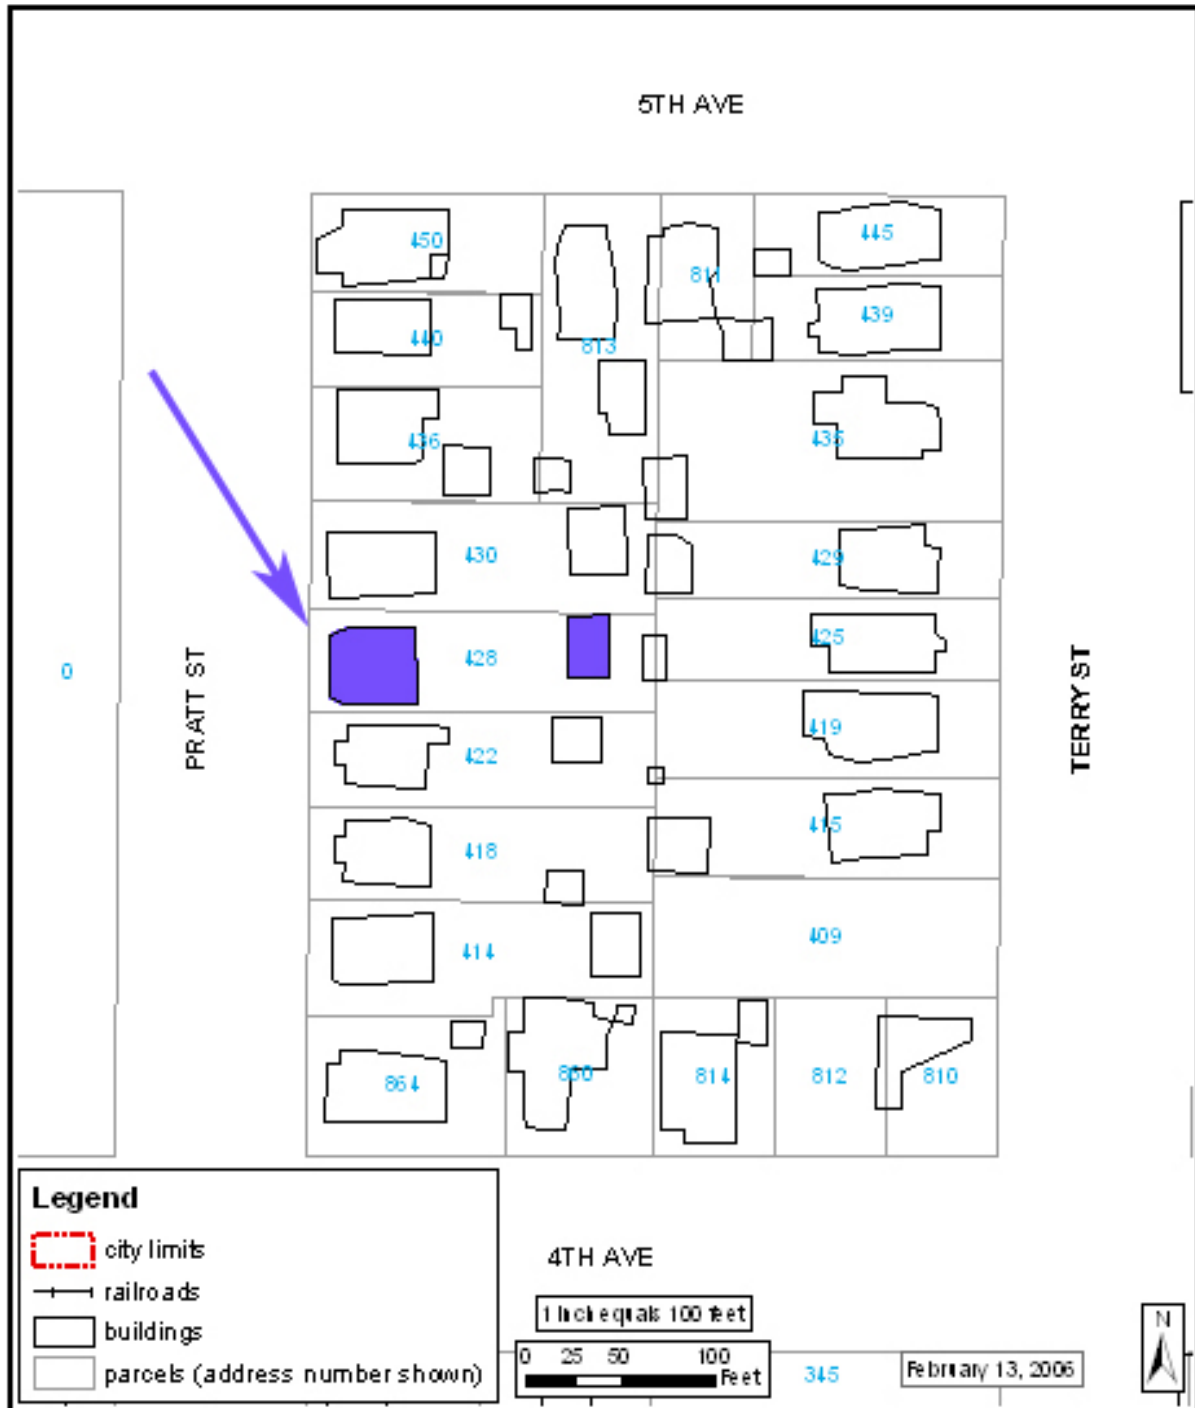 5TH AVE
450
445
811
439
440
813
436
435
430
429
425
428
0
PRATT ST
TERRY ST
419
422
415
418
409
414
864
860
814
812
810
Legend
city limits
railroads
buildings
parcels (address number shown)
4TH AVE
1 inch equals 100 feet
0 25 50 100
Feet
345
February 13, 2006
N